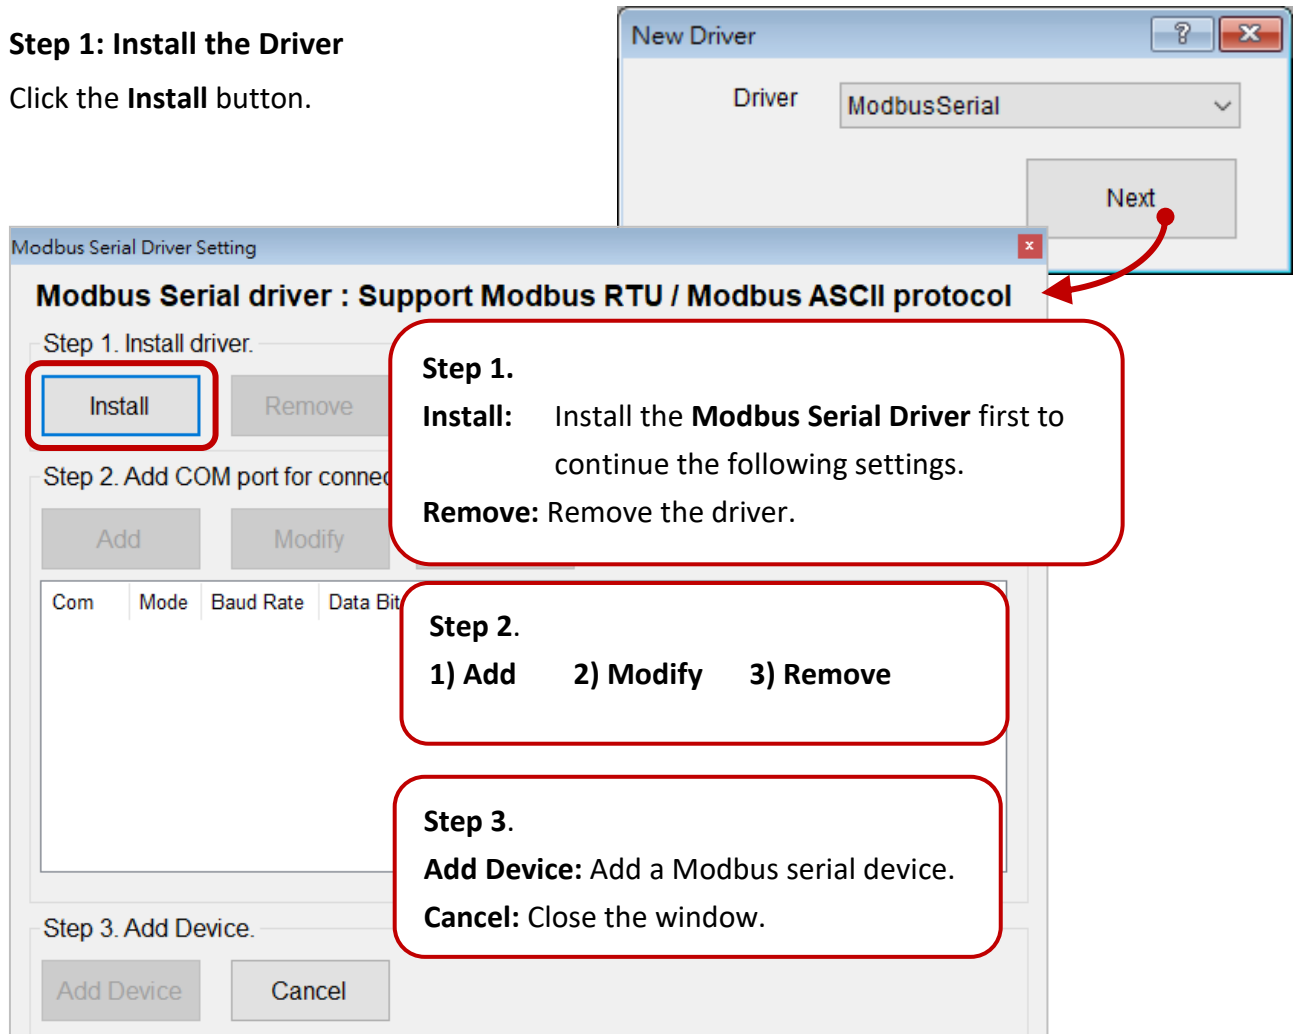 Step 1: Install the Driver
Click the Install button.
New Driver
?
Driver
ModbusSerial
Next
Modbus Serial Driver Setting
x
Modbus Serial driver : Support Modbus RTU / Modbus ASCII protocol
Step 1. Install driver.
Install
Remove
Step 1.
Install: Install the Modbus Serial Driver first to
continue the following settings.
Remove: Remove the driver.
Step 2. Add COM port for connec
Add
Modify
Com
Mode
Baud Rate
Data Bit
Step 2.
1) Add 2) Modify 3) Remove
Step 3.
Add Device: Add a Modbus serial device.
Cancel: Close the window.
Step 3. Add Device.
Add Device
Cancel